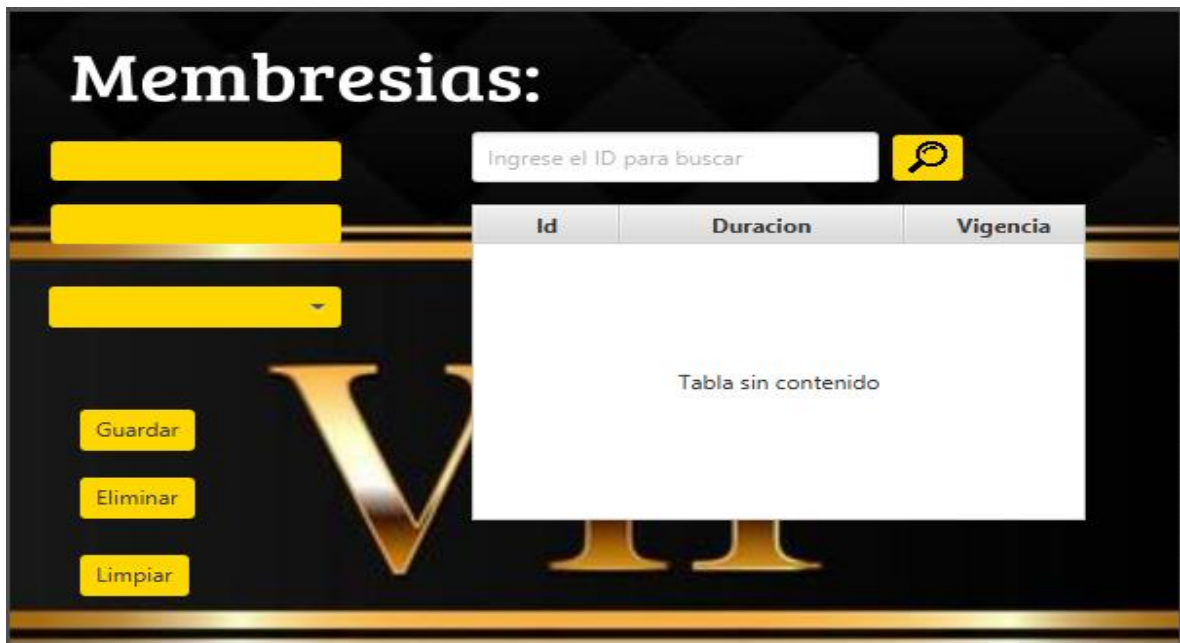 Membresias:
Ingrese el ID para buscar
Id Duracion Vigencia
Tabla sin contenido
Guardar
Eliminar
Limpiar